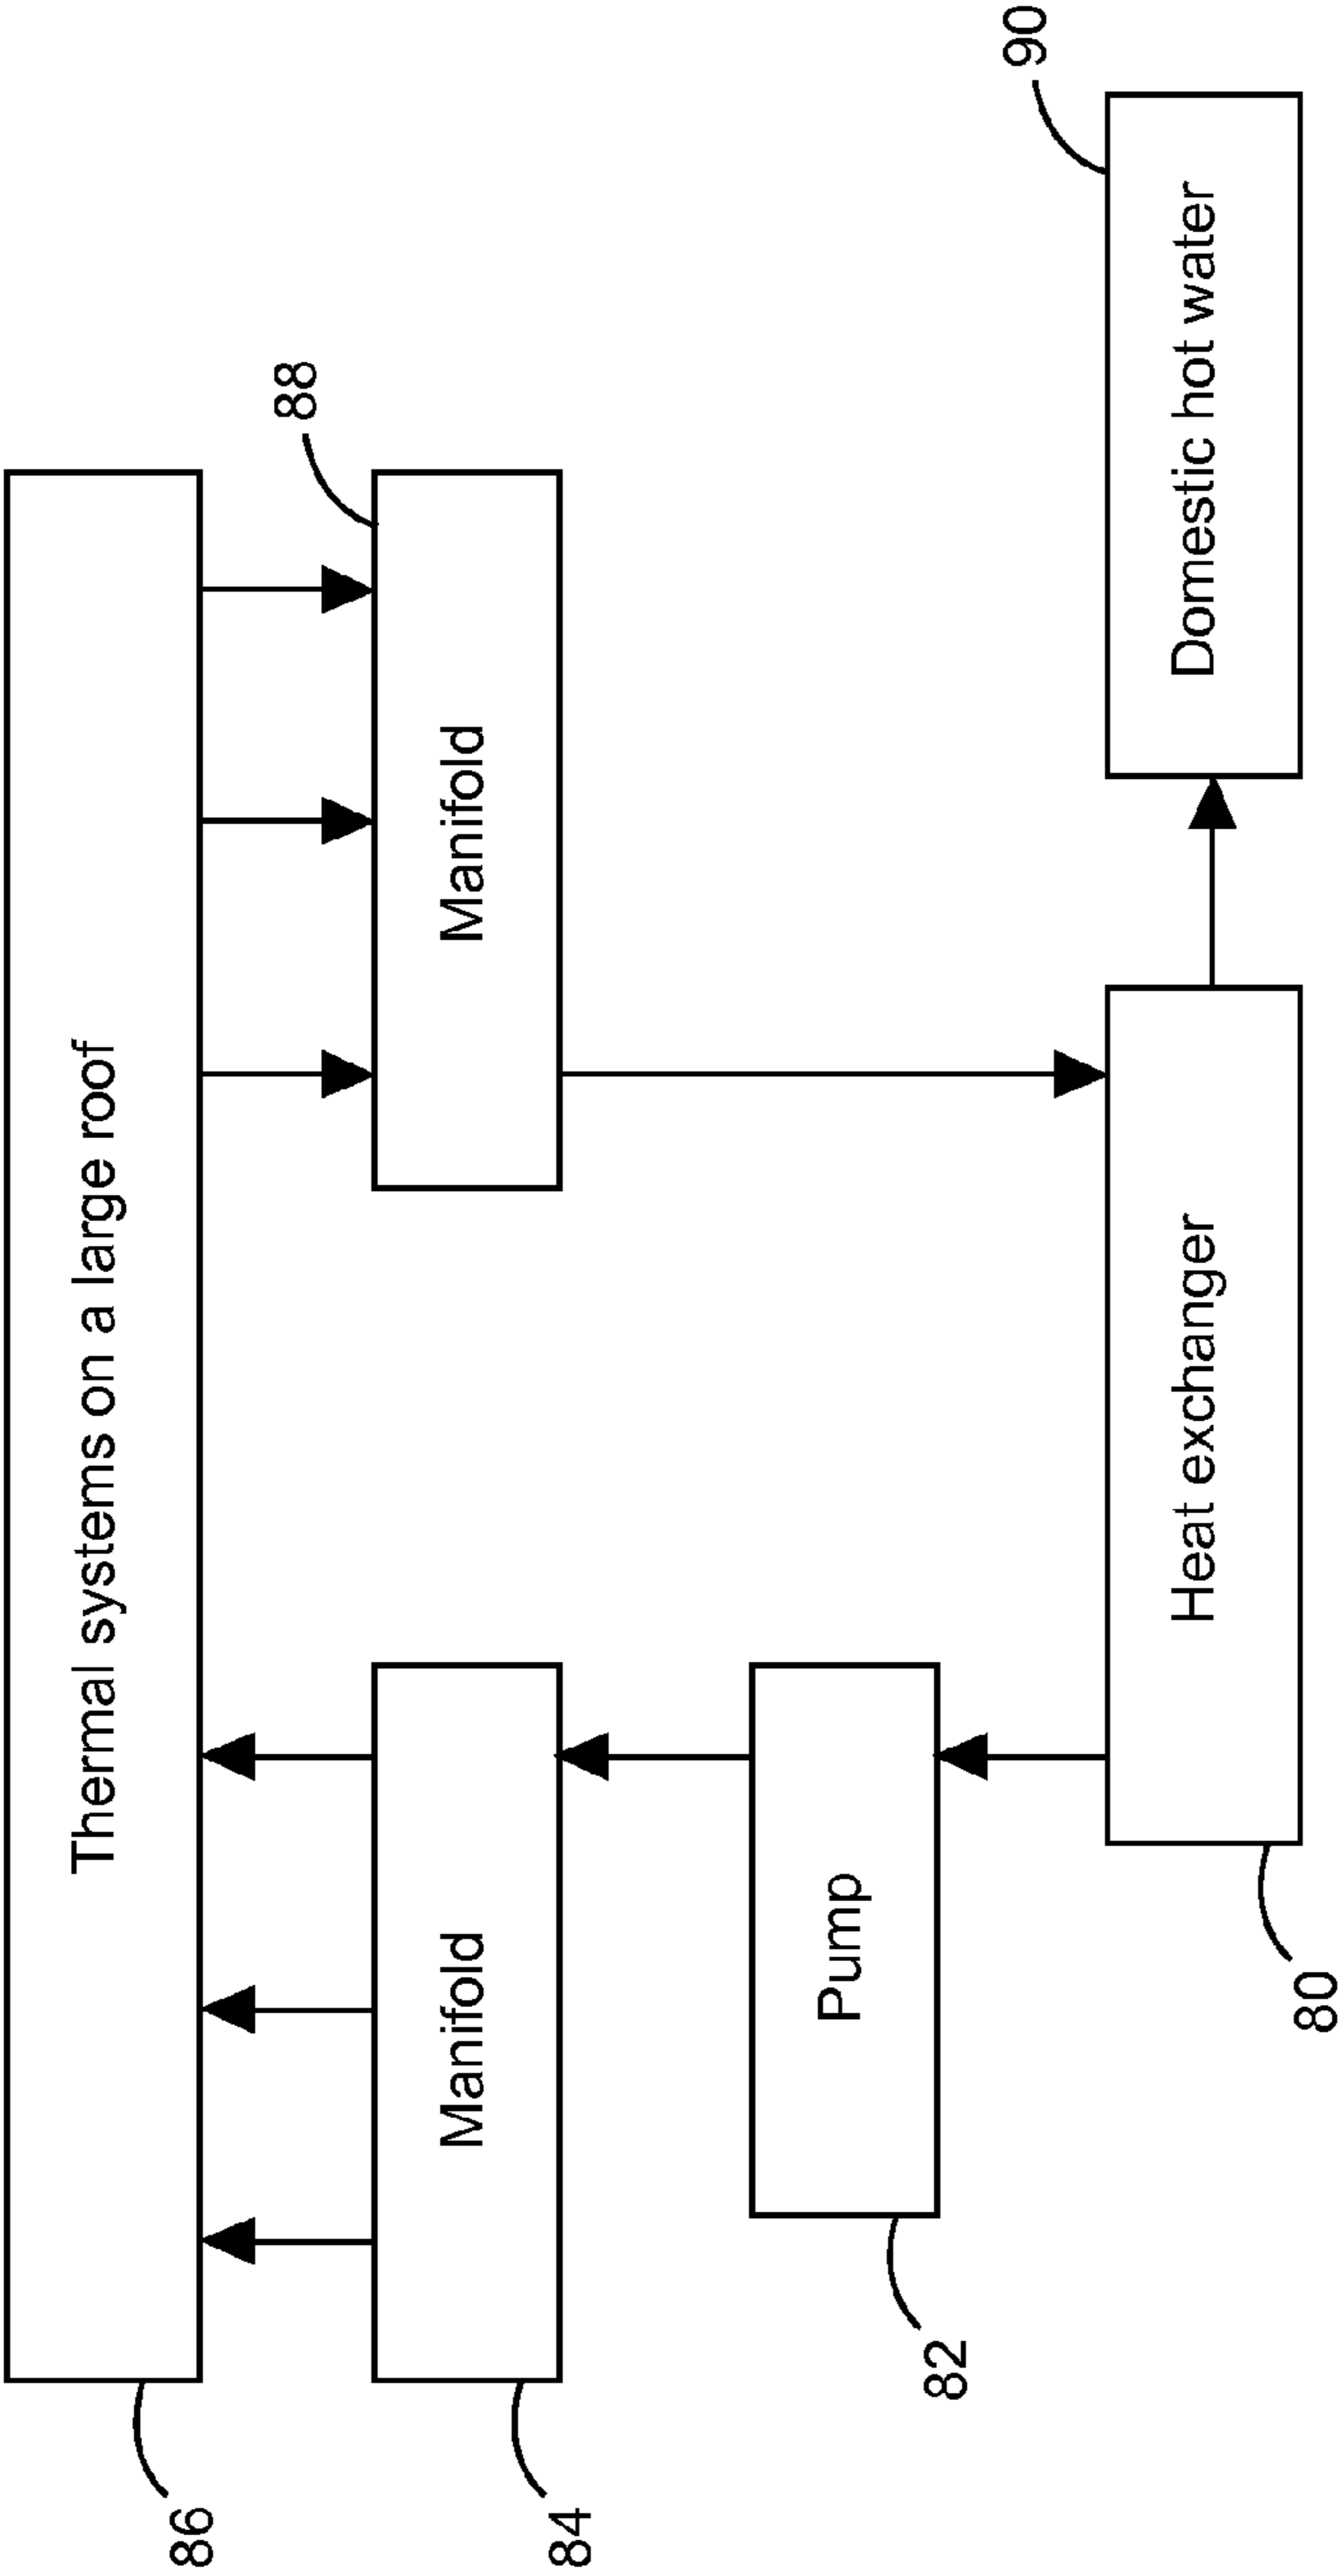 86
Thermal systems on a large roof
84
Manifold
Manifold
88
82
Pump
80
Heat exchanger
Domestic hot water
90